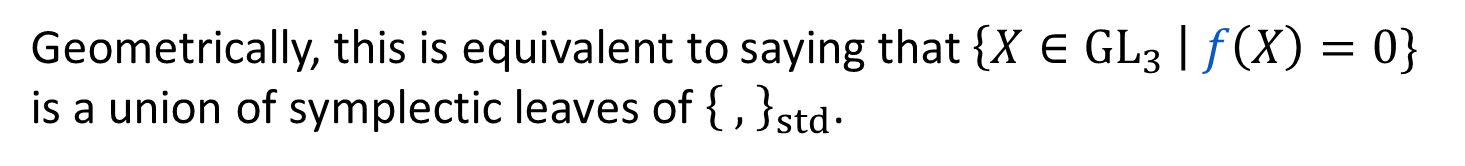 Geometrically, this is equivalent to saying that {X ∈ GL₃ | f(X) = 0}
is a union of symplectic leaves of { , }std.